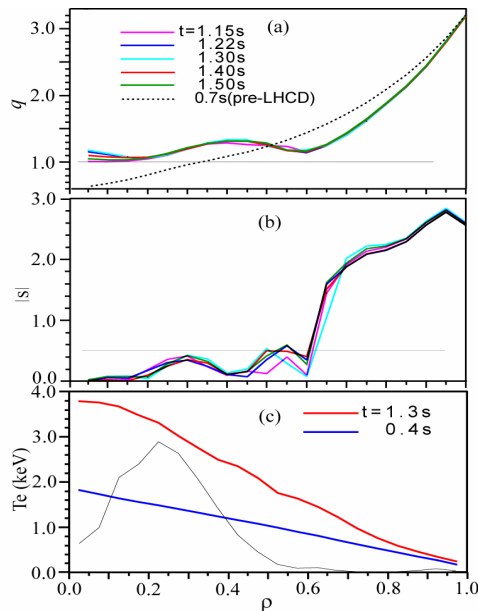 (a)
3.0
2.0
1.0
q
t=1.15s
1.22s
1.30s
1.40s
1.50s
0.7s(pre-LHCD)
(b)
3.0
2.0
1.0
0.0
|s|
(c)
4.0
3.0
2.0
1.0
0.0
Te (keV)
t=1.3s
0.4s
0.0 0.2 0.4 0.6 0.8 1.0
ρ